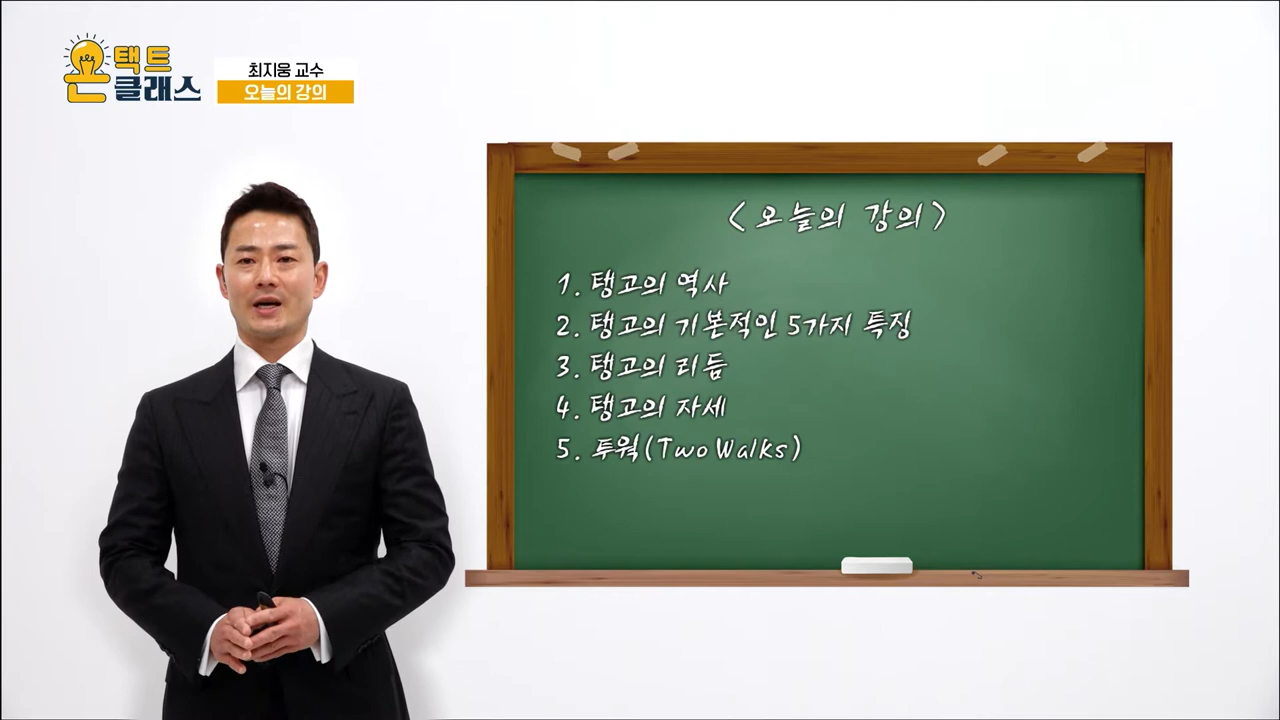 온택트
클래스
최지웅 교수
오늘의 강의
<오늘의 강의>
1. 탱고의 역사
2. 탱고의 기본적인 5가지 특징
3. 탱고의 리듬
4. 탱고의 자세
5. 투웍(Two Walks)